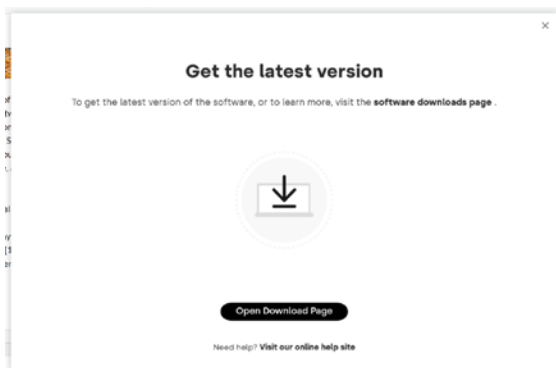 Get the latest version
To get the latest version of the software, or to learn more, visit the software downloads page .
Open Download Page
Need help? Visit our online help site